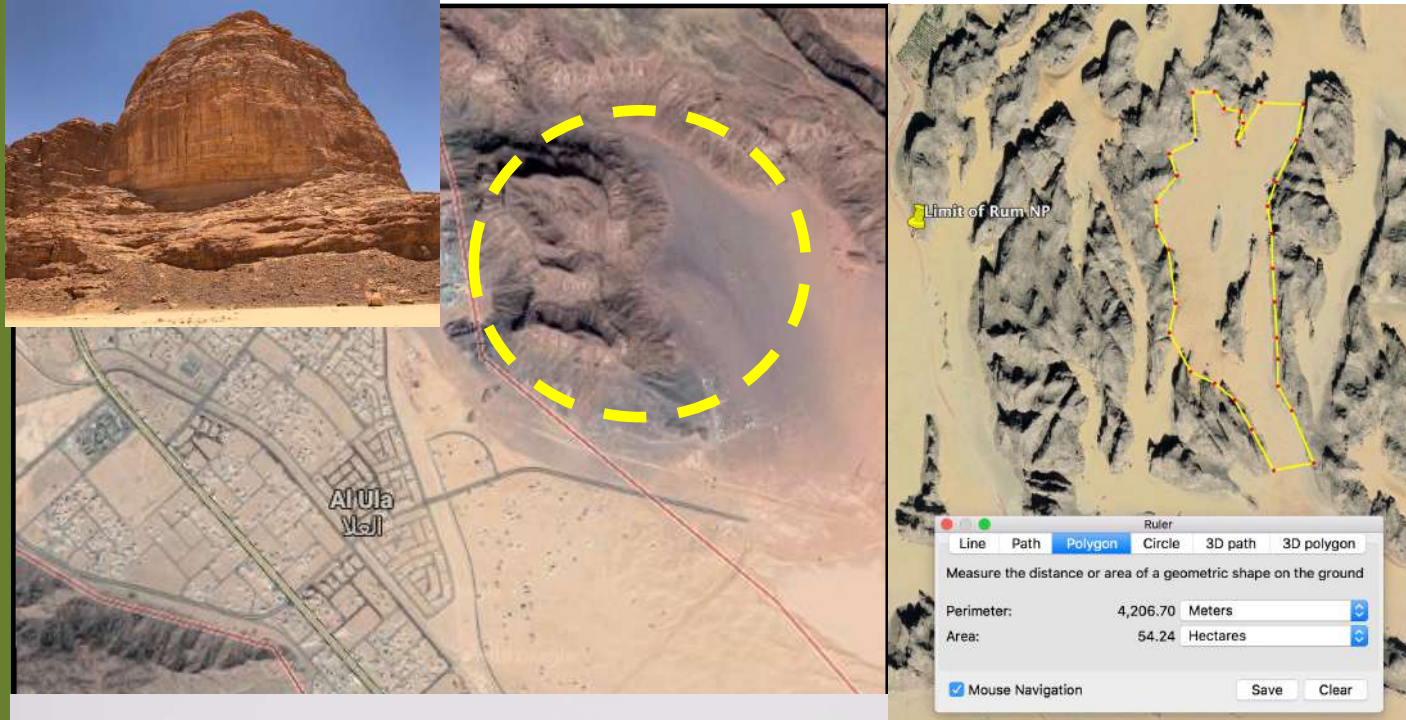 Al Ula
العلا
Limit of Rum NP
Ruler
Line Path Polygon Circle 3D path 3D polygon
Measure the distance or area of a geometric shape on the ground
Perimeter: 4,206.70 Meters
Area: 54.24 Hectares
Mouse Navigation Save Clear